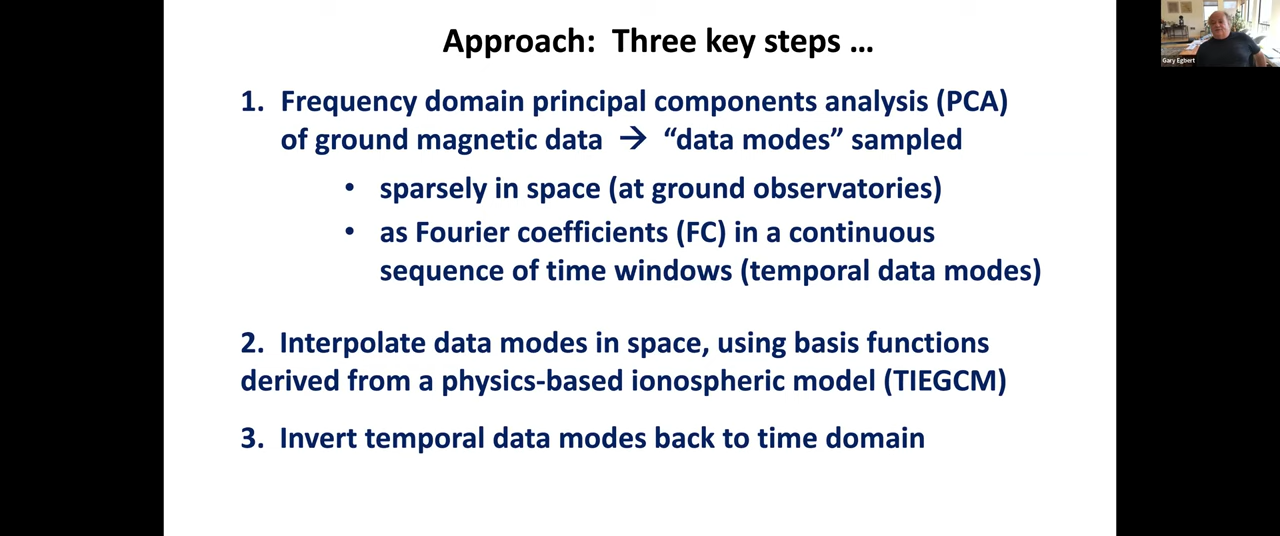 Approach: Three key steps …
1. Frequency domain principal components analysis (PCA)
of ground magnetic data → “data modes” sampled
• sparsely in space (at ground observatories)
• as Fourier coefficients (FC) in a continuous
sequence of time windows (temporal data modes)
2. Interpolate data modes in space, using basis functions
derived from a physics-based ionospheric model (TIEGCM)
3. Invert temporal data modes back to time domain
Gary Egbert